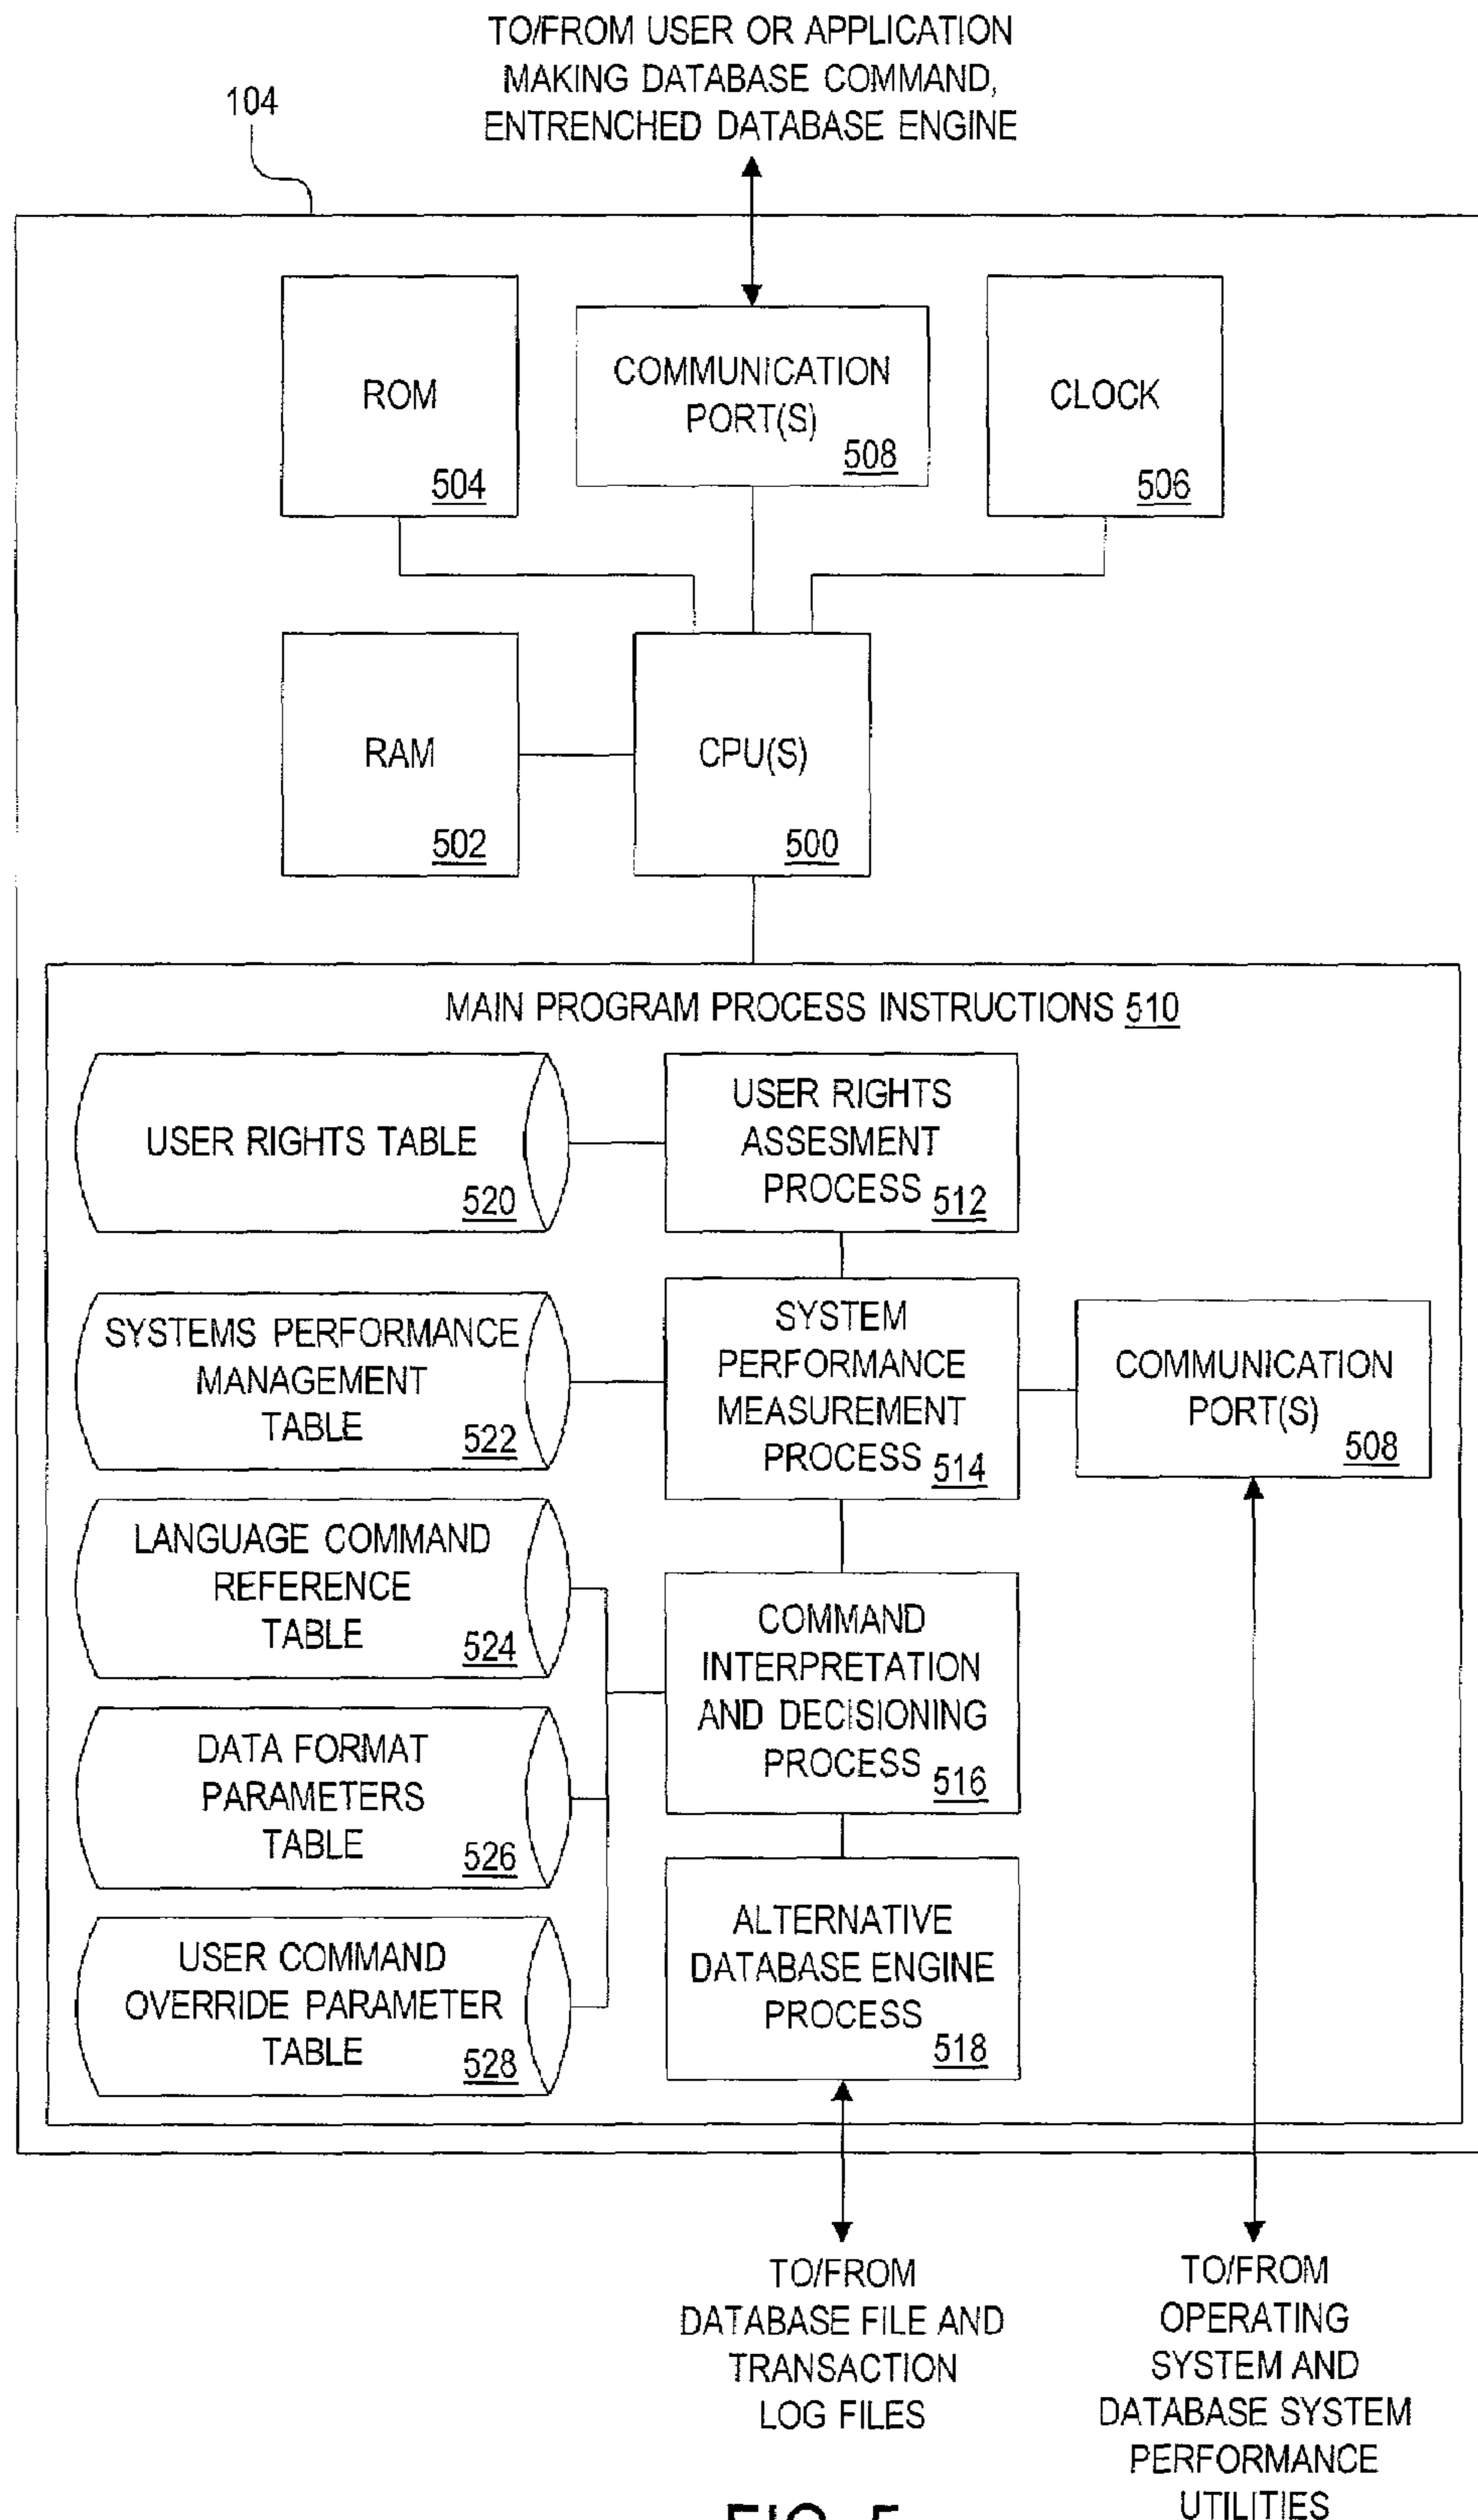 TO/FROM USER OR APPLICATION
MAKING DATABASE COMMAND,
ENTRENCHED DATABASE ENGINE
104
ROM
504
COMMUNICATION
PORT(S)
508
CLOCK
506
RAM
502
CPU(S)
500
MAIN PROGRAM PROCESS INSTRUCTIONS 510
USER RIGHTS TABLE
520
USER RIGHTS
ASSESMENT
PROCESS 512
SYSTEMS PERFORMANCE
MANAGEMENT
TABLE 522
SYSTEM
PERFORMANCE
MEASUREMENT
PROCESS 514
COMMUNICATION
PORT(S)
508
LANGUAGE COMMAND
REFERENCE
TABLE 524
COMMAND
INTERPRETATION
AND DECISIONING
PROCESS 516
DATA FORMAT
PARAMETERS
TABLE 526
ALTERNATIVE
DATABASE ENGINE
PROCESS
518
USER COMMAND
OVERRIDE PARAMETER
TABLE 528
TO/FROM
DATABASE FILE AND
TRANSACTION
LOG FILES
TO/FROM
OPERATING
SYSTEM AND
DATABASE SYSTEM
PERFORMANCE
UTILITIES
FIG. 5